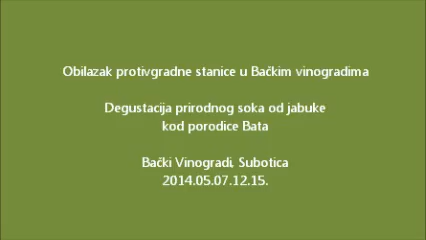 Obilazak protivgradne stanice u Bačkim vinogradima
Degustacija prirodnog soka od jabuke
kod porodice Bata
Bački Vinogradi, Subotica
2014.05.07.12.15.